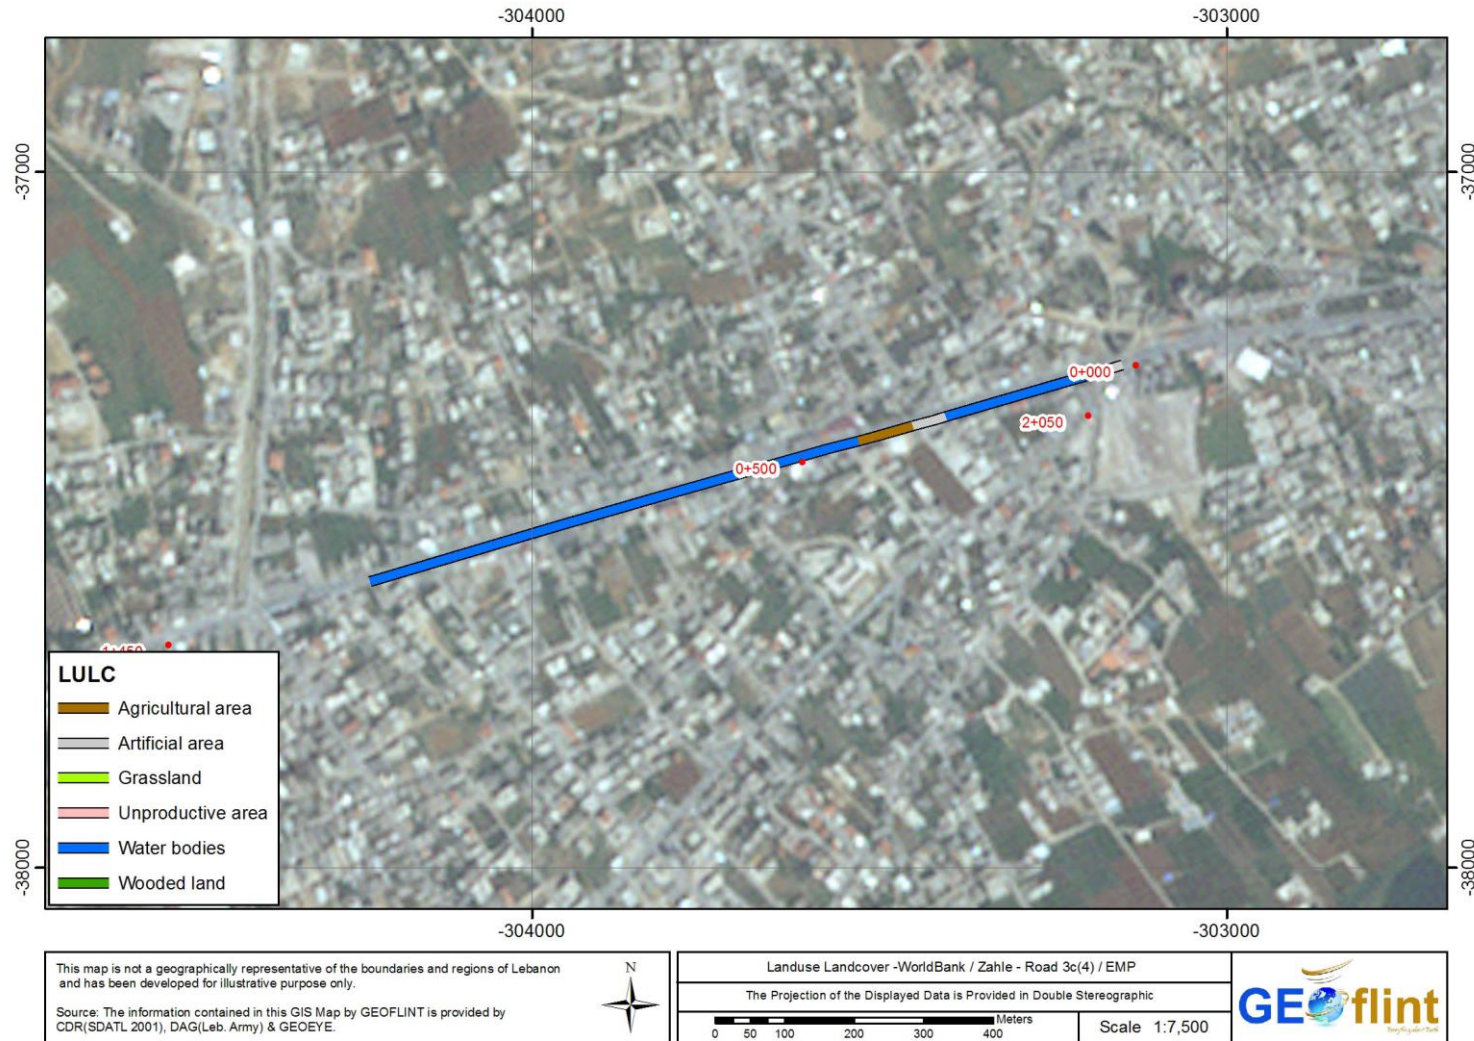 -304000
-303000
-37000
-37000
0+000
2+050
0+500
1+450
LULC
Agricultural area
Artificial area
Grassland
Unproductive area
Water bodies
Wooded land
-38000
-38000
-304000
-303000
This map is not a geographically representative of the boundaries and regions of Lebanon
and has been developed for illustrative purpose only.
Source: The information contained in this GIS Map by GEOFLINT is provided by
CDR(SDATL 2001), DAG(Leb. Army) & GEOEYE.
N
Landuse Landcover -WorldBank / Zahle - Road 3c(4) / EMP
The Projection of the Displayed Data is Provided in Double Stereographic
Meters
0 50 100 200 300 400
Scale 1:7,500
GEOflint